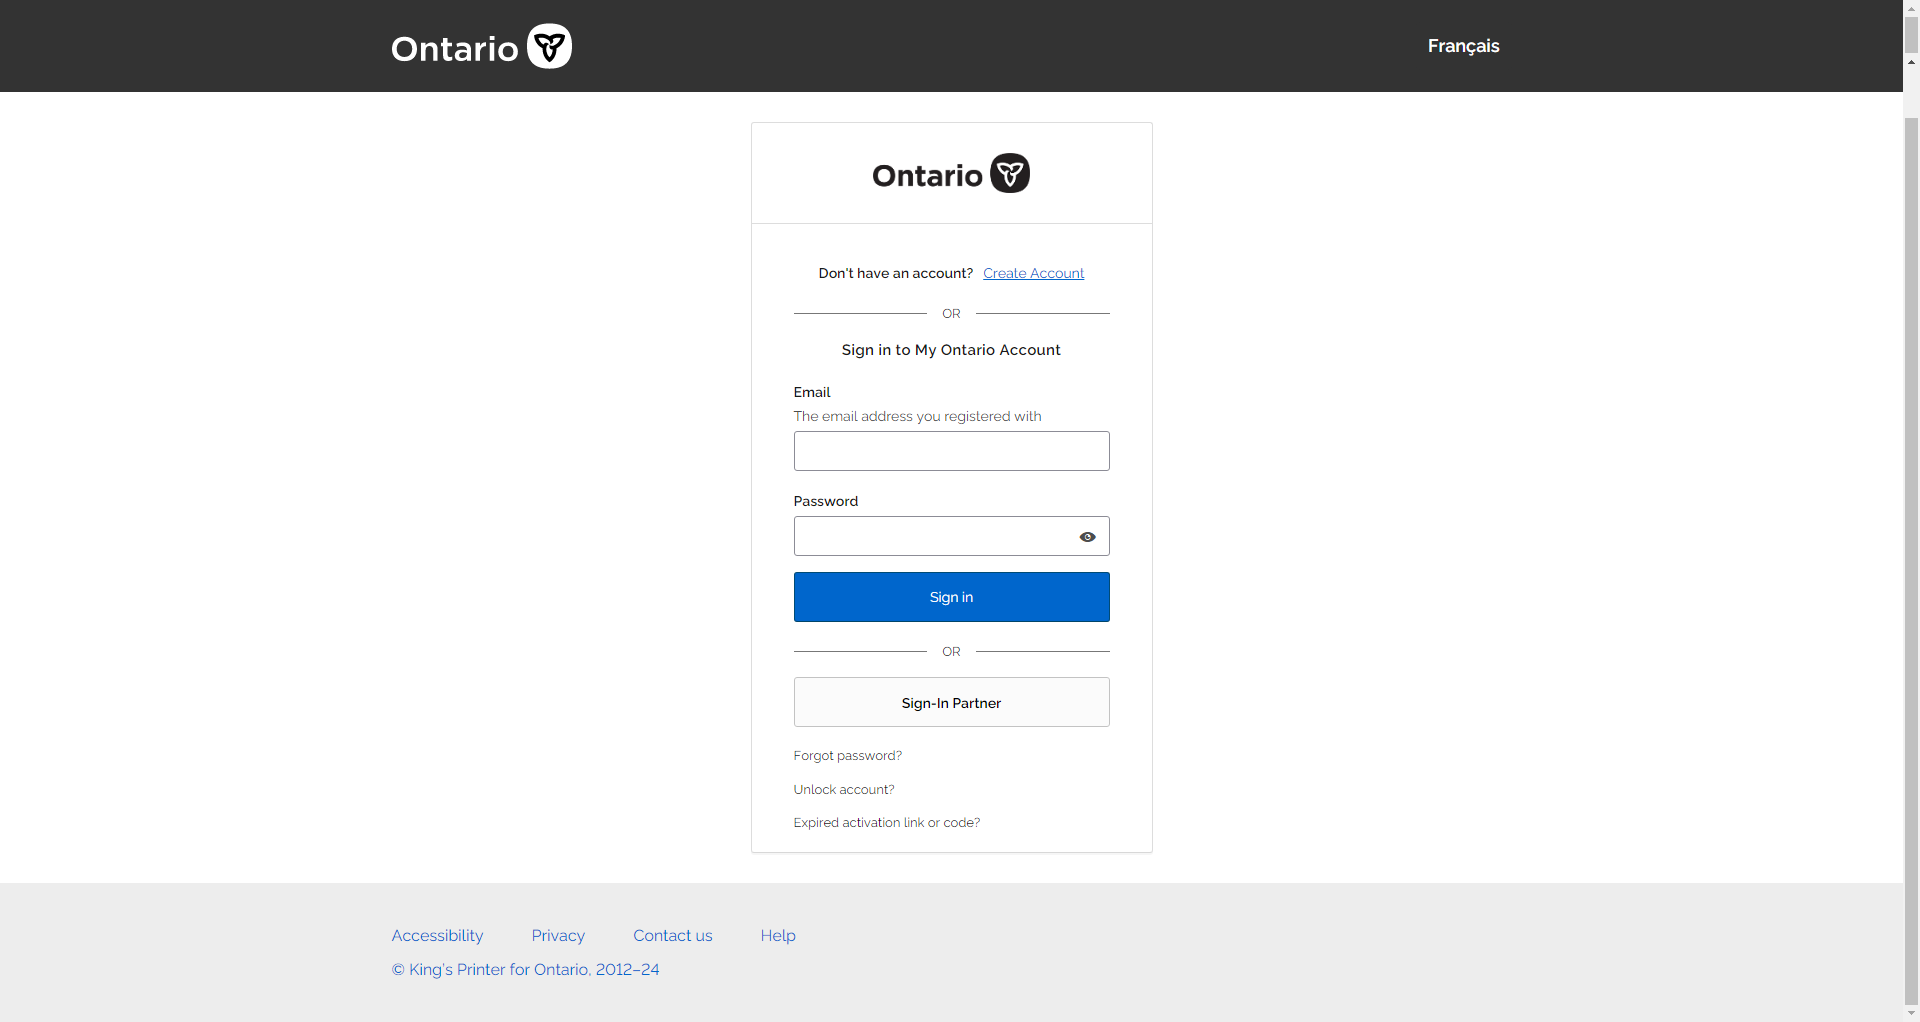 Ontario
Français
Ontario
Don't have an account? Create Account
OR
Sign in to My Ontario Account
Email
The email address you registered with
Password
Sign in
OR
Sign-In Partner
Forgot password?
Unlock account?
Expired activation link or code?
Accessibility Privacy Contact us Help
© King's Printer for Ontario, 2012–24